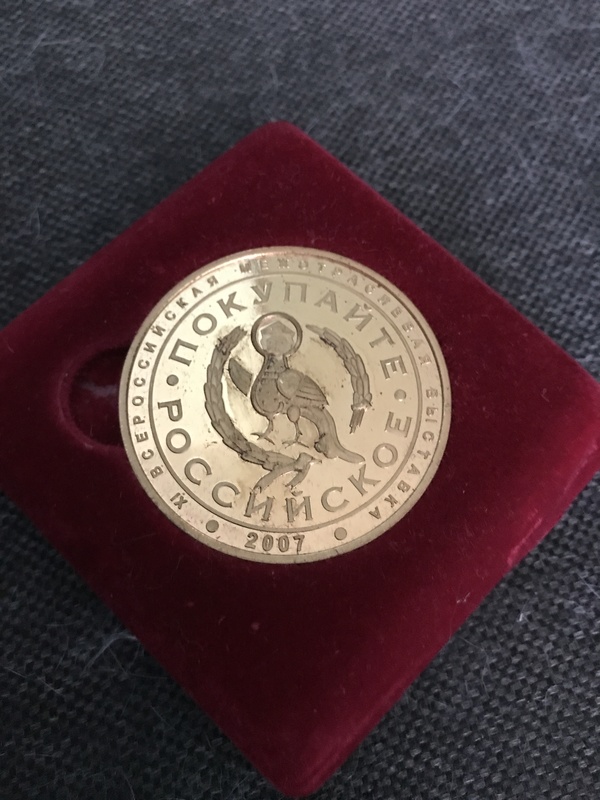 XI ВСЕРОССИЙСКАЯ МЕЖОТРАСЛЕВАЯ ВЫСТАВКА
• ПОКУПАЙТЕ •
РОССИЙСКОЕ
• 2007 •